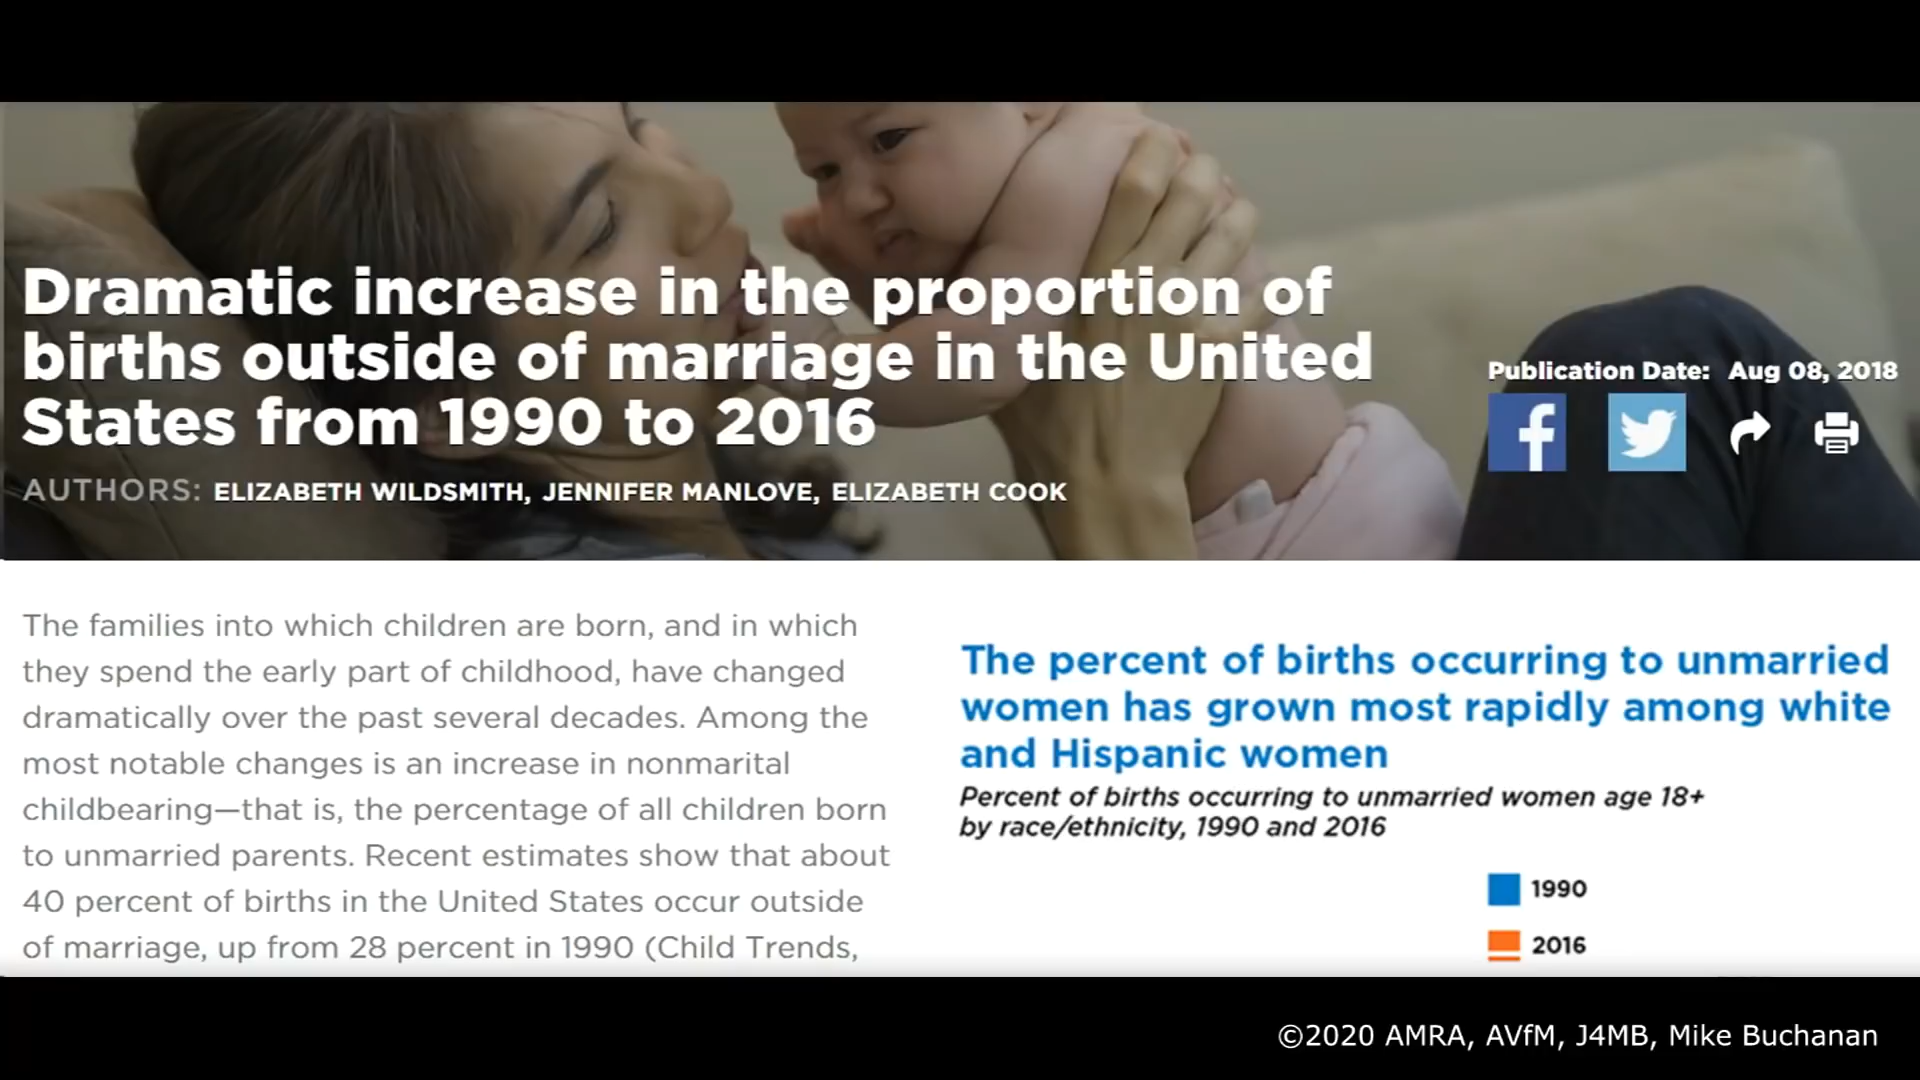 Dramatic increase in the proportion of
births outside of marriage in the United
States from 1990 to 2016
AUTHORS: ELIZABETH WILDSMITH, JENNIFER MANLOVE, ELIZABETH COOK
Publication Date: Aug 08, 2018
The families into which children are born, and in which
they spend the early part of childhood, have changed
dramatically over the past several decades. Among the
most notable changes is an increase in nonmarital
childbearing—that is, the percentage of all children born
to unmarried parents. Recent estimates show that about
40 percent of births in the United States occur outside
of marriage, up from 28 percent in 1990 (Child Trends,
The percent of births occurring to unmarried
women has grown most rapidly among white
and Hispanic women
Percent of births occurring to unmarried women age 18+
by race/ethnicity, 1990 and 2016
1990
2016
©2020 AMRA, AVfM, J4MB, Mike Buchanan